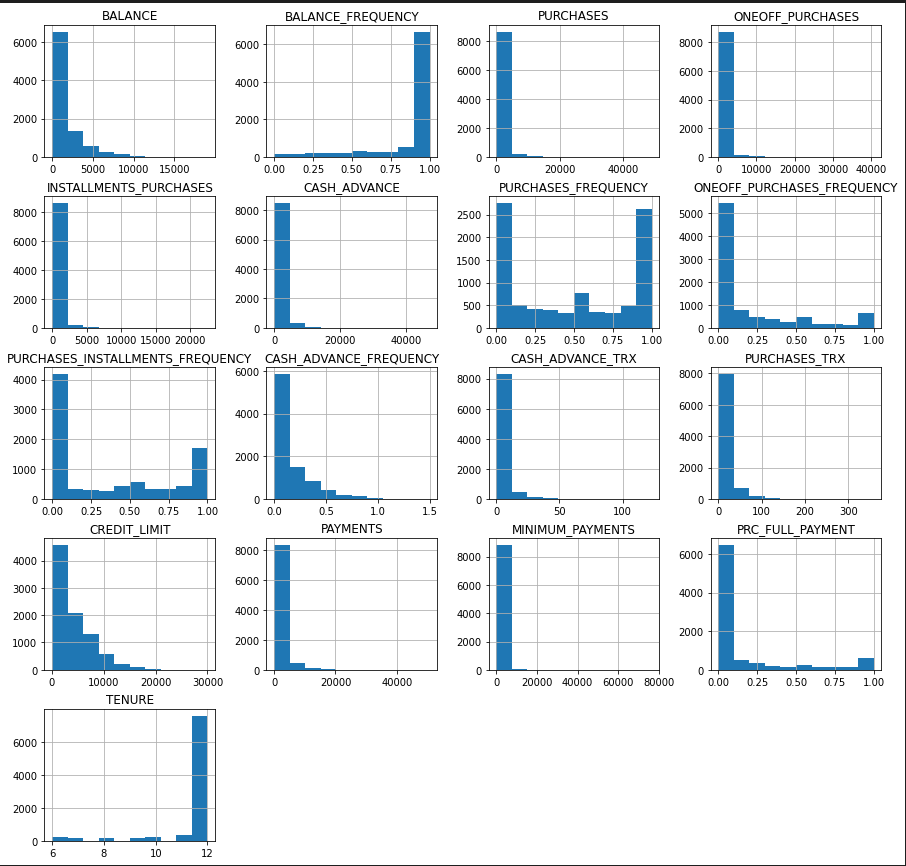 BALANCE BALANCE_FREQUENCY PURCHASES ONEOFF_PURCHASES
6000 6000 8000 8000
4000 4000 6000 6000
2000 2000 4000 4000
0 0 2000 2000
0 0
0 5000 10000 15000 0.00 0.25 0.50 0.75 1.00 0 20000 40000 0 10000 20000 30000 40000
INSTALLMENTS_PURCHASES CASH_ADVANCE PURCHASES_FREQUENCY ONEOFF_PURCHASES_FREQUENCY
8000 8000 2500 5000
6000 6000 2000 4000
4000 4000 1500 3000
2000 2000 1000 2000
0 0 500 1000
0 0
0 5000 10000 15000 20000 0 20000 40000 0.00 0.25 0.50 0.75 1.00 0.00 0.25 0.50 0.75 1.00
PURCHASES_INSTALLMENTS_FREQUENCY CASH_ADVANCE_FREQUENCY CASH_ADVANCE_TRX PURCHASES_TRX
4000 6000 8000 8000
3000 4000 6000 6000
2000 2000 4000 4000
1000 0 2000 2000
0 0 0
0.00 0.25 0.50 0.75 1.00 0.0 0.5 1.0 1.5 0 50 100 0 100 200 300
CREDIT_LIMIT PAYMENTS MINIMUM_PAYMENTS PRC_FULL_PAYMENT
4000 8000 8000 6000
3000 6000 6000 4000
2000 4000 4000 2000
1000 2000 2000 0
0 0 0
0 10000 20000 30000 0 20000 40000 0 20000 40000 60000 80000 0.00 0.25 0.50 0.75 1.00
TENURE
6000
4000
2000
0
6 8 10 12